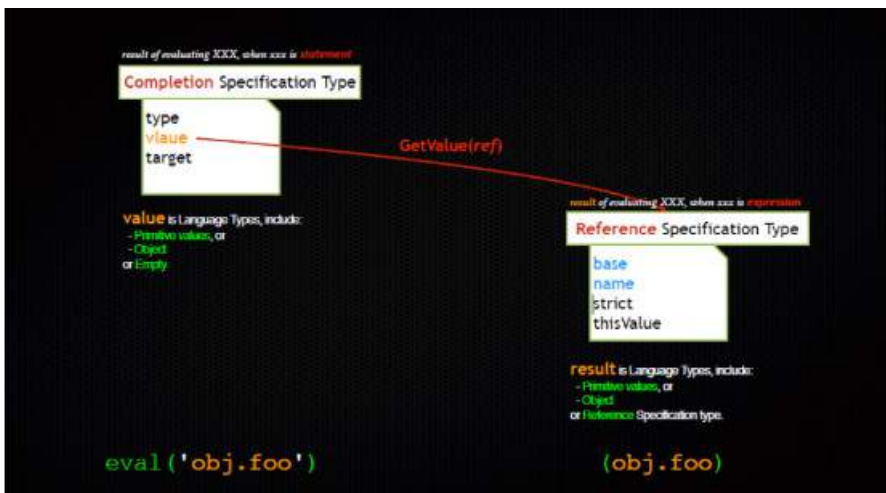 result of evaluating XXX, when xxx is statement
Completion Specification Type
type
vlaue
target
GetValue(ref)
value is Language Types, include:
- Primitive values, or
- Object
or Empty
result of evaluating XXX, when xxx is expression
Reference Specification Type
base
name
strict
thisValue
result is Language Types, include:
- Primitive values, or
- Object
or Reference Specification type.
eval('obj.foo')
(obj.foo)